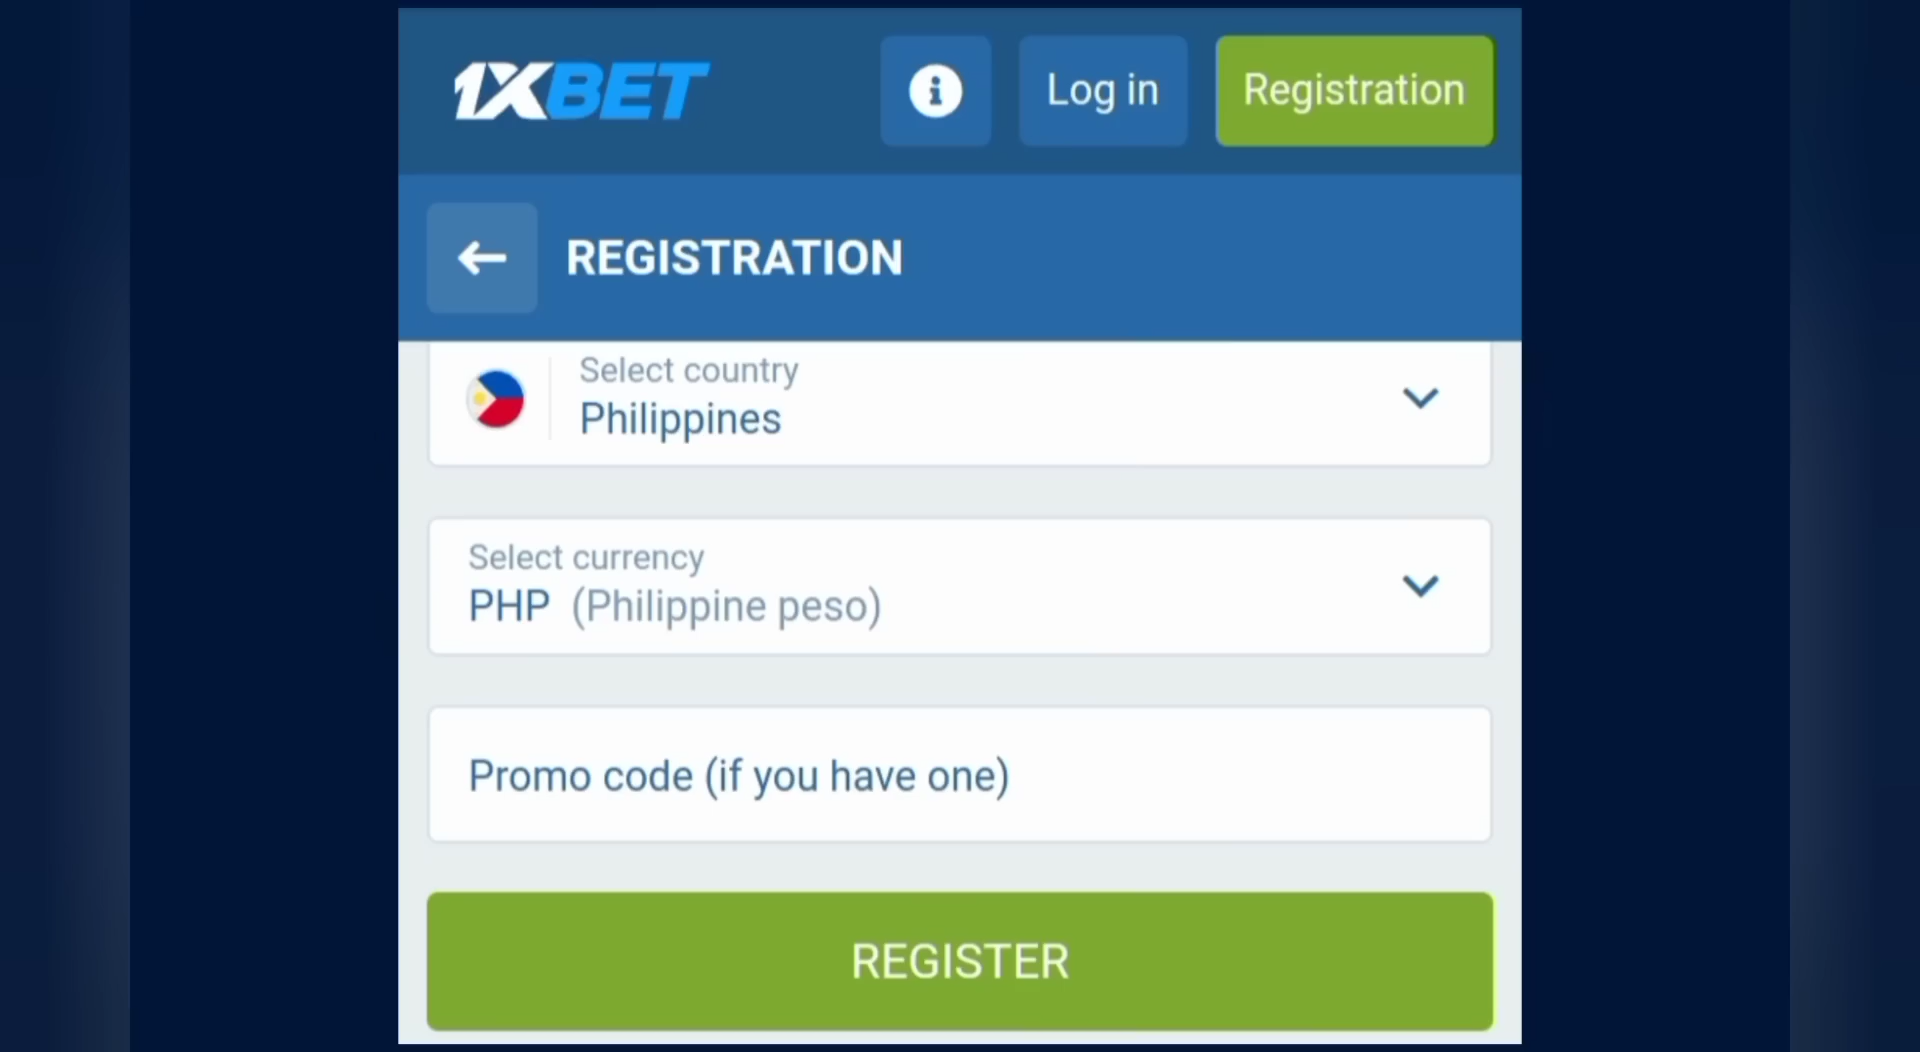 1XBET
Log in
Registration
REGISTRATION
Select country
Philippines
Select currency
PHP (Philippine peso)
Promo code (if you have one)
REGISTER